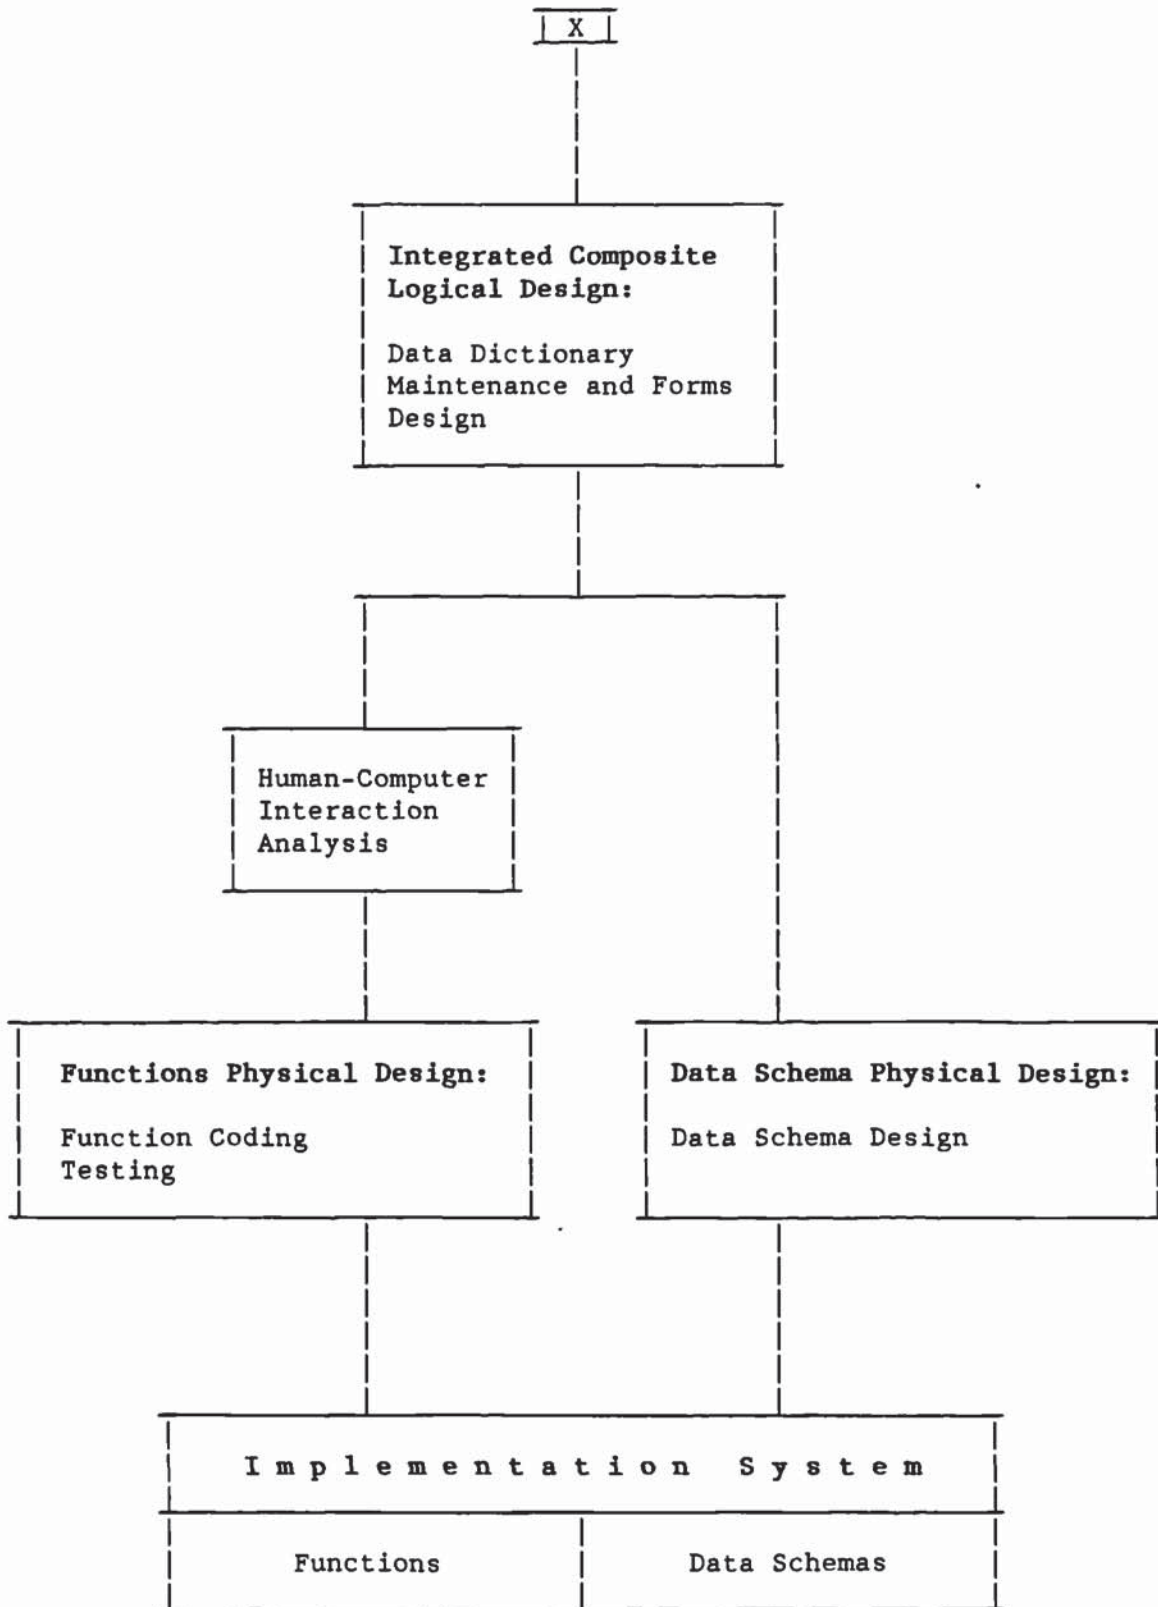 X
Integrated Composite
Logical Design:
Data Dictionary
Maintenance and Forms
Design
Human-Computer
Interaction
Analysis
Functions Physical Design:
Function Coding
Testing
Data Schema Physical Design:
Data Schema Design
Implementation System
Functions
Data Schemas